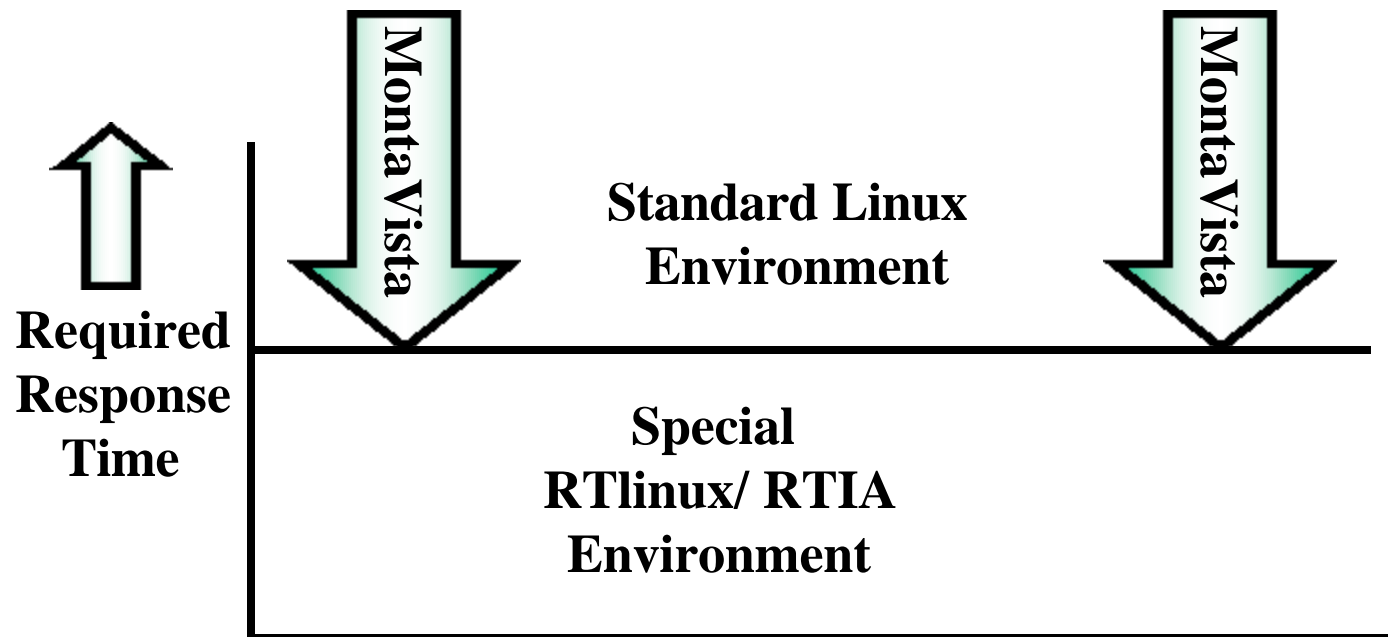 MontaVista
MontaVista
Standard Linux
Environment
Required
Response
Time
Special
RTlinux/ RTIA
Environment